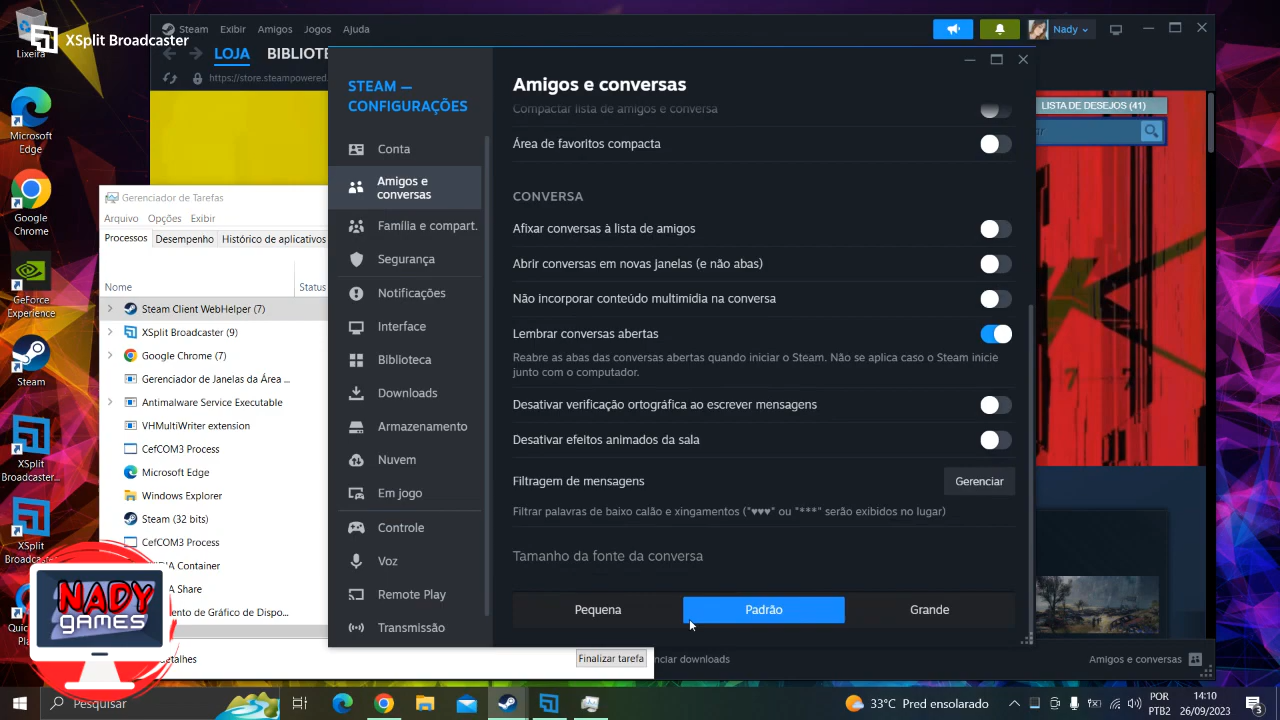 Steam Exibir Amigos Jogos Ajuda
Nady
XSplit Broadcaster
Lixeira
LOJA BIBLIOTE
https://store.steampowered.
LISTA DE DESEJOS (41)
Microsoft
Edge
Google
Chrome
GeForce
Experience
Steam
XSplit
Broadcaster...
XSplit
NADY
games
Gerenciador de Tarefas
Arquivo Opções Exibir
Processos Desempenho Histórico de aplicativos
Nome Status
Steam Client WebHelper (7)
XSplit Broadcaster (9)
Google Chrome (7)
Gerenciador de Janelas da Área ...
Antimalware Service Executable
VHMultiWriter extension
CefCOM3 Process
Microsoft Edge
Windows Explorer
Steam (32 bits)
CefCOM3 Process
Container
Share
nto de Gráfico de Dispo...
etalhes
Finalizar tarefa
STEAM —
CONFIGURAÇÕES
Conta
Amigos e
conversas
Família e compart.
Segurança
Notificações
Interface
Biblioteca
Downloads
Armazenamento
Nuvem
Em jogo
Controle
Voz
Remote Play
Transmissão
Amigos e conversas
Compactar lista de amigos e conversa
Área de favoritos compacta
CONVERSA
Afixar conversas à lista de amigos
Abrir conversas em novas janelas (e não abas)
Não incorporar conteúdo multimídia na conversa
Lembrar conversas abertas
Reabre as abas das conversas abertas quando iniciar o Steam. Não se aplica caso o Steam inicie
junto com o computador.
Desativar verificação ortográfica ao escrever mensagens
Desativar efeitos animados da sala
Filtragem de mensagens
Gerenciar
Filtrar palavras de baixo calão e xingamentos ("♥♥♥" ou "***" serão exibidos no lugar)
Tamanho da fonte da conversa
Pequena Padrão Grande
nciar downloads
Amigos e conversas
Pesquisar
33°C Pred ensolarado
POR
PTB2
14:10
26/09/2023
3